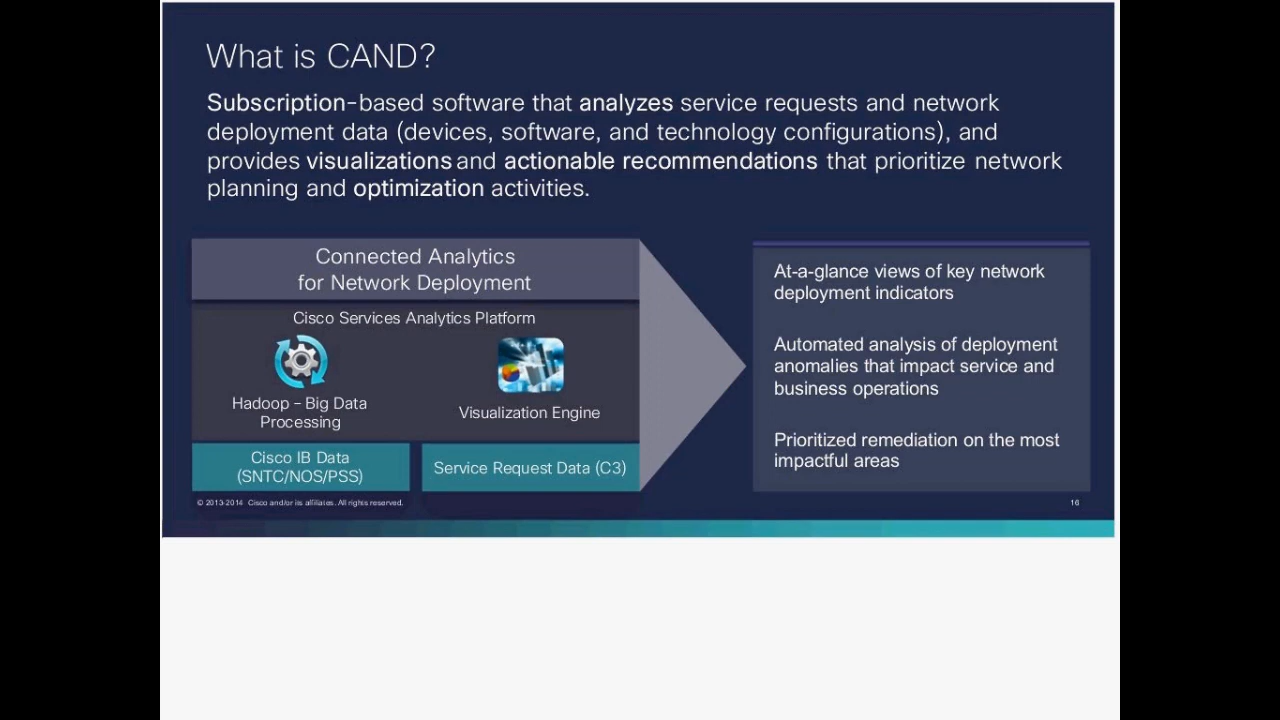 What is CAND?
Subscription-based software that analyzes service requests and network
deployment data (devices, software, and technology configurations), and
provides visualizations and actionable recommendations that prioritize network
planning and optimization activities.
Connected Analytics
for Network Deployment
Cisco Services Analytics Platform
Hadoop – Big Data
Processing
Visualization Engine
Cisco IB Data
(SNTC/NOS/PSS)
Service Request Data (C3)
At-a-glance views of key network
deployment indicators
Automated analysis of deployment
anomalies that impact service and
business operations
Prioritized remediation on the most
impactful areas
© 2013-2014 Cisco and/or its affiliates. All rights reserved.
16